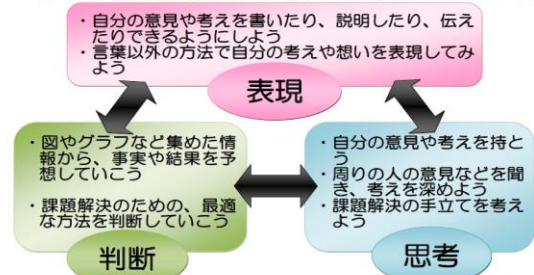 ・自分の意見や考えを書いたり、説明したり、伝え
たりできるようにしよう
・言葉以外の方法で自分の考えや想いを表現してみ
よう
表現
・図やグラフなど集めた情
報から、事実や結果を予
想していこう
・課題解決のための、最適
な方法を判断していこう
判断
・自分の意見や考えを持と
う
・周りの人の意見などを聞
き、考えを深めよう
・課題解決の手立てを考え
よう
思考